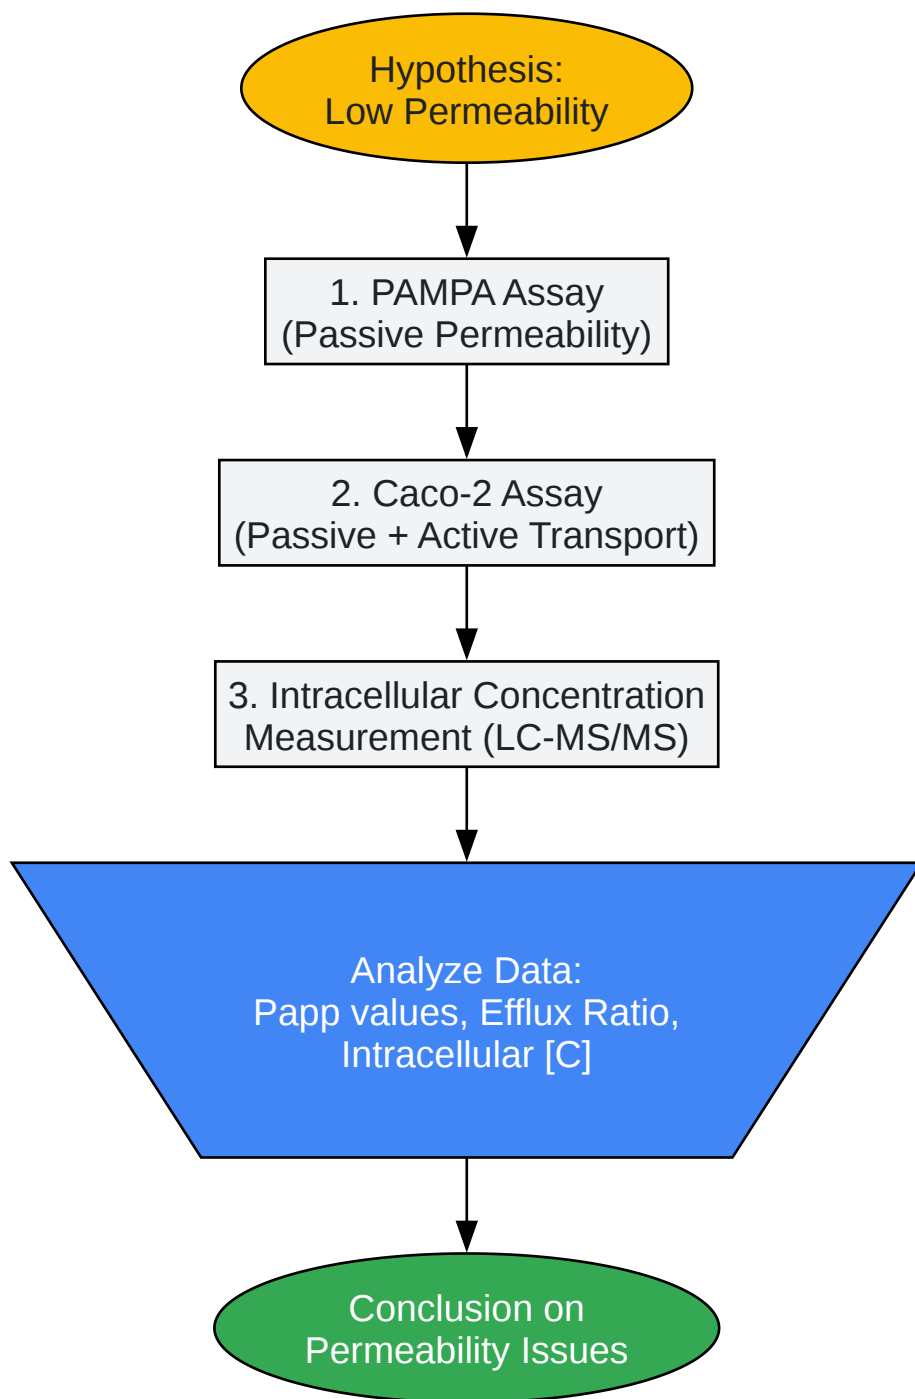 Hypothesis:
Low Permeability
1. PAMPA Assay
(Passive Permeability)
2. Caco-2 Assay
(Passive + Active Transport)
3. Intracellular Concentration
Measurement (LC-MS/MS)
Analyze Data:
Papp values, Efflux Ratio,
Intracellular [C]
Conclusion on
Permeability Issues